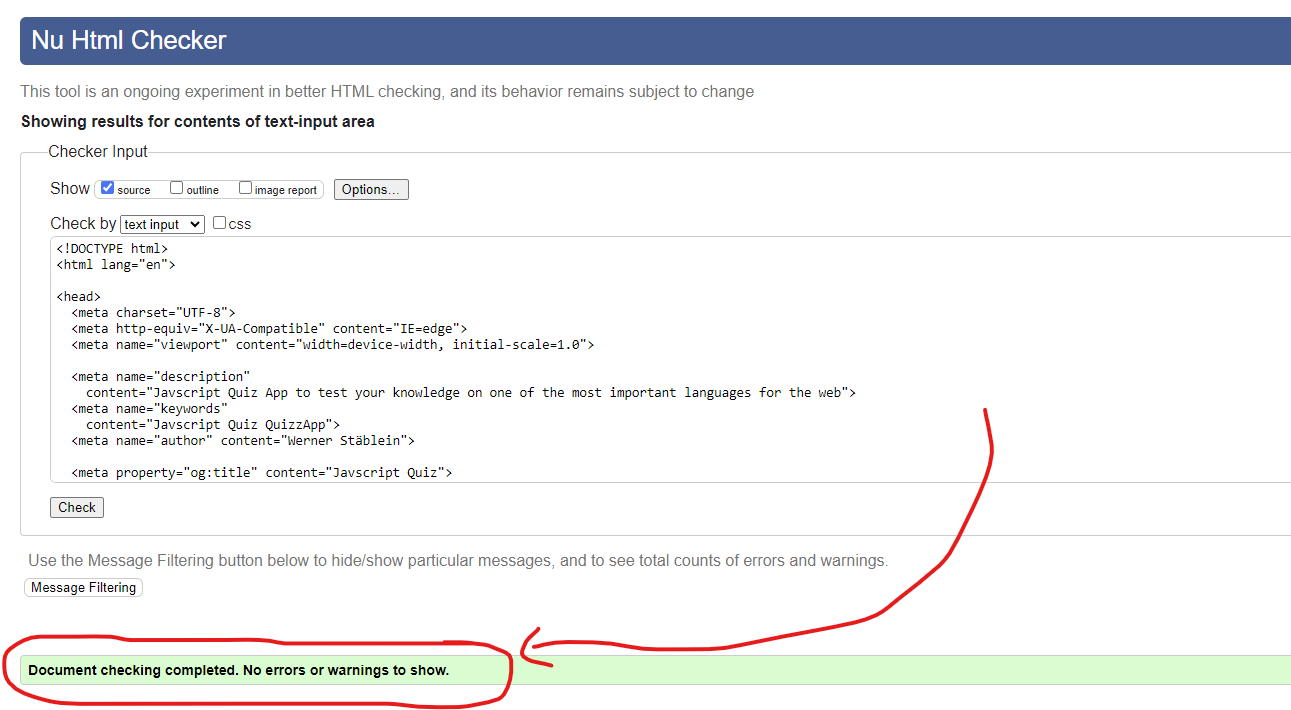 Nu Html Checker
This tool is an ongoing experiment in better HTML checking, and its behavior remains subject to change
Showing results for contents of text-input area
Checker Input
Show source outline image report Options...
Check by text input css
<!DOCTYPE html>
<html lang="en">
<head>
<meta charset="UTF-8">
<meta http-equiv="X-UA-Compatible" content="IE=edge">
<meta name="viewport" content="width=device-width, initial-scale=1.0">
<meta name="description"
content="Javscript Quiz App to test your knowledge on one of the most important languages for the web">
<meta name="keywords"
content="Javscript Quiz QuizzApp">
<meta name="author" content="Werner Stäblein">
<meta property="og:title" content="Javscript Quiz">
Check
Use the Message Filtering button below to hide/show particular messages, and to see total counts of errors and warnings.
Message Filtering
Document checking completed. No errors or warnings to show.